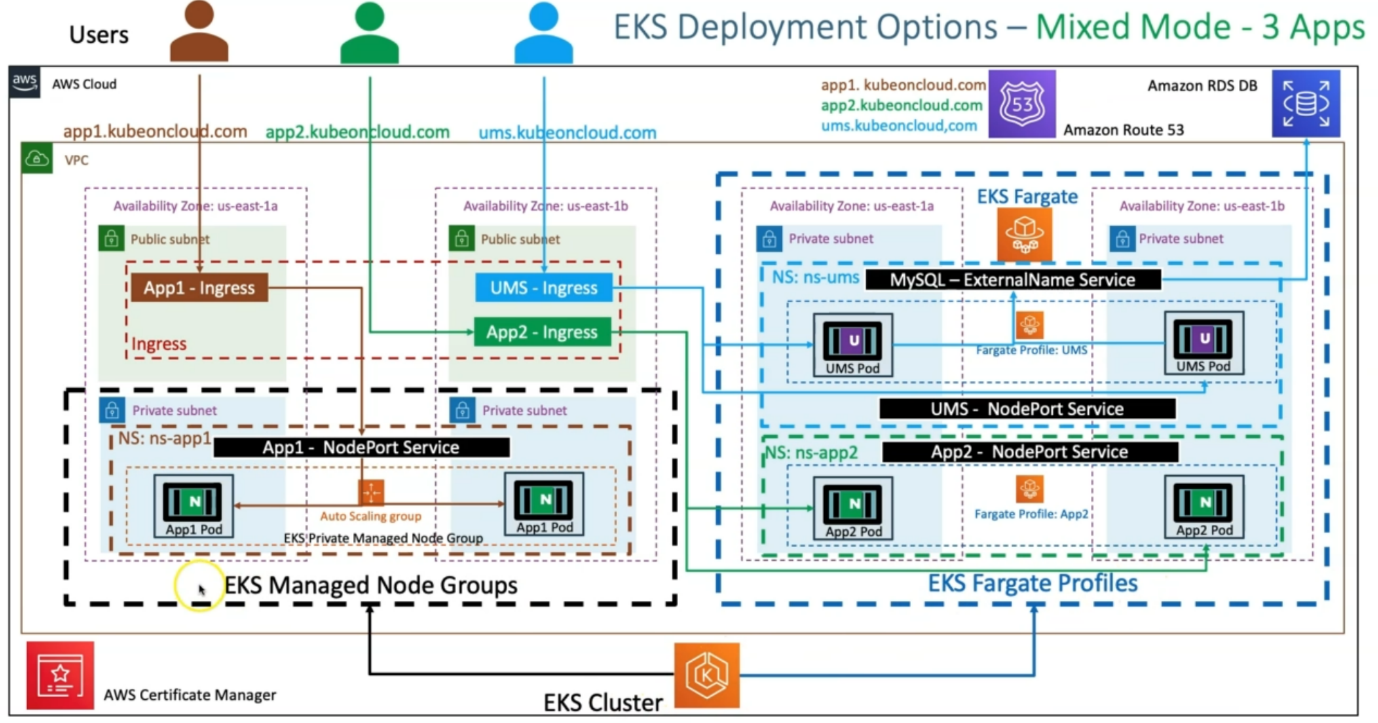 EKS Deployment Options – Mixed Mode - 3 Apps
Users
aws
AWS Cloud
app1. kubeoncloud.com
app2.kubeoncloud.com
ums.kubeoncloud,com
53
Amazon Route 53
Amazon RDS DB
app1.kubeoncloud.com
app2.kubeoncloud.com
ums.kubeoncloud.com
VPC
Availability Zone: us-east-1a
Availability Zone: us-east-1b
Public subnet
Public subnet
App1 - Ingress
UMS - Ingress
App2 - Ingress
Ingress
Private subnet
Private subnet
NS: ns-app1
App1 - NodePort Service
N
App1 Pod
N
App1 Pod
Auto Scaling group
EKS Private Managed Node Group
EKS Managed Node Groups
EKS Fargate
Availability Zone: us-east-1a
Availability Zone: us-east-1b
Private subnet
Private subnet
NS: ns-ums
MySQL – ExternalName Service
U
UMS Pod
Fargate Profile: UMS
U
UMS Pod
UMS - NodePort Service
NS: ns-app2
App2 - NodePort Service
N
App2 Pod
Fargate Profile: App2
N
App2 Pod
EKS Fargate Profiles
AWS Certificate Manager
EKS Cluster
K